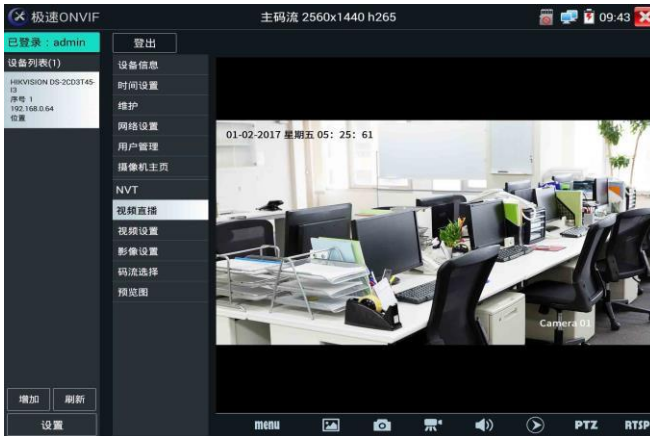 极速ONVIF
主码流 2560x1440 h265
09:43
已登录：admin
登出
设备列表(1)
HIKVISION DS-2CD3T45-
I3
序号 1
192.168.0.64
位置
设备信息
时间设置
维护
网络设置
用户管理
摄像机主页
NVT
视频直播
视频设置
影像设置
码流选择
预览图
01-02-2017 星期五 05：25：61
Camera 01
增加
刷新
设置
menu
PTZ
RTSP